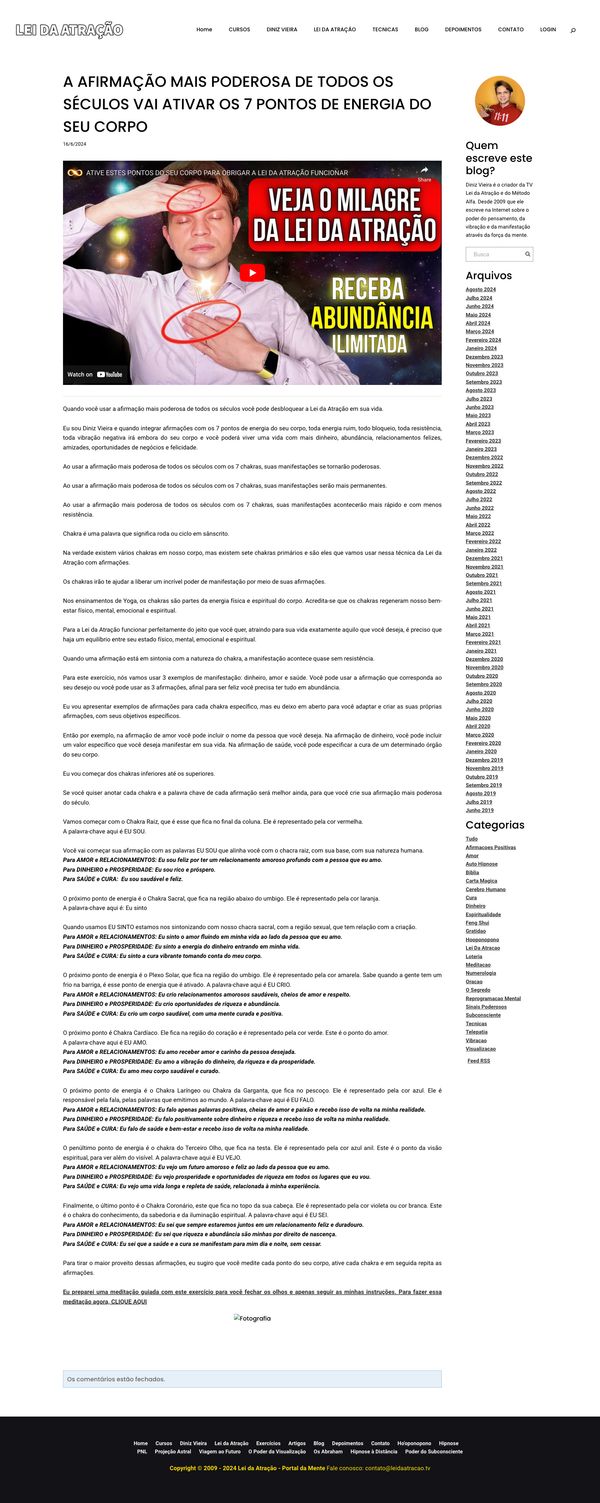 LEI DA ATRAÇÃO
Home CURSOS DINIZ VIEIRA LEI DA ATRAÇÃO TECNICAS BLOG DEPOIMENTOS CONTATO LOGIN
A AFIRMAÇÃO MAIS PODEROSA DE TODOS OS
SÉCULOS VAI ATIVAR OS 7 PONTOS DE ENERGIA DO
SEU CORPO
16/6/2024
ATIVE ESTES PONTOS DO SEU CORPO PARA OBRIGAR A LEI DA ATRAÇÃO FUNCIONAR
Share
VEJA O MILAGRE
DA LEI DA ATRAÇÃO
RECEBA
ABUNDÂNCIA
ILIMITADA
Watch on YouTube
Quando você usar a afirmação mais poderosa de todos os séculos você pode desbloquear a Lei da Atração em sua vida.
Eu sou Diniz Vieira e quando integrar afirmações com os 7 pontos de energia do seu corpo, toda energia ruim, todo bloqueio, toda resistência,
toda vibração negativa irá embora do seu corpo e você poderá viver uma vida com mais dinheiro, abundância, relacionamentos felizes,
amizades, oportunidades de negócios e felicidade.
Ao usar a afirmação mais poderosa de todos os séculos com os 7 chakras, suas manifestações se tornarão poderosas.
Ao usar a afirmação mais poderosa de todos os séculos com os 7 chakras, suas manifestações serão mais permanentes.
Ao usar a afirmação mais poderosa de todos os séculos com os 7 chakras, suas manifestações acontecerão mais rápido e com menos
resistência.
Chakra é uma palavra que significa roda ou ciclo em sânscrito.
Na verdade existem vários chakras em nosso corpo, mas existem sete chakras primários e são eles que vamos usar nessa técnica da Lei da
Atração com afirmações.
Os chakras irão te ajudar a liberar um incrível poder de manifestação por meio de suas afirmações.
Nos ensinamentos de Yoga, os chakras são partes da energia física e espiritual do corpo. Acredita-se que os chakras regeneram nosso bem-
estar físico, mental, emocional e espiritual.
Para a Lei da Atração funcionar perfeitamente do jeito que você quer, atraindo para sua vida exatamente aquilo que você deseja, é preciso que
haja um equilíbrio entre seu estado físico, mental, emocional e espiritual.
Quando uma afirmação está em sintonia com a natureza do chakra, a manifestação acontece quase sem resistência.
Para este exercício, nós vamos usar 3 exemplos de manifestação: dinheiro, amor e saúde. Você pode usar a afirmação que corresponda ao
seu desejo ou você pode usar as 3 afirmações, afinal para ser feliz você precisa ter tudo em abundância.
Eu vou apresentar exemplos de afirmações para cada chakra específico, mas eu deixo em aberto para você adaptar e criar as suas próprias
afirmações, com seus objetivos específicos.
Então por exemplo, na afirmação de amor você pode incluir o nome da pessoa que você deseja. Na afirmação de dinheiro, você pode incluir
um valor específico que você deseja manifestar em sua vida. Na afirmação de saúde, você pode especificar a cura de um determinado órgão
do seu corpo.
Eu vou começar dos chakras inferiores até os superiores.
Se você quiser anotar cada chakra e a palavra chave de cada afirmação será melhor ainda, para que você crie sua afirmação mais poderosa
do século.
Vamos começar com o Chakra Raiz, que é esse que fica no final da coluna. Ele é representado pela cor vermelha.
A palavra-chave aqui é EU SOU.
Você vai começar sua afirmação com as palavras EU SOU que alinha você com o chacra raiz, com sua base, com sua natureza humana.
Para AMOR e RELACIONAMENTOS: Eu sou feliz por ter um relacionamento amoroso profundo com a pessoa que eu amo.
Para DINHEIRO e PROSPERIDADE: Eu sou rico e próspero.
Para SAÚDE e CURA: Eu sou saudável e feliz.
O próximo ponto de energia é o Chakra Sacral, que fica na região abaixo do umbigo. Ele é representado pela cor laranja.
A palavra-chave aqui é: Eu sinto
Quando usamos EU SINTO estamos nos sintonizando com nosso chacra sacral, com a região sexual, que tem relação com a criação.
Para AMOR e RELACIONAMENTOS: Eu sinto o amor fluindo em minha vida ao lado da pessoa que eu amo.
Para DINHEIRO e PROSPERIDADE: Eu sinto a energia do dinheiro entrando em minha vida.
Para SAÚDE e CURA: Eu sinto a cura vibrante tomando conta do meu corpo.
O próximo ponto de energia é o Plexo Solar, que fica na região do umbigo. Ele é representado pela cor amarela. Sabe quando a gente tem um
frio na barriga, é esse ponto de energia que é ativado. A palavra-chave aqui é EU CRIO.
Para AMOR e RELACIONAMENTOS: Eu crio relacionamentos amorosos saudáveis, cheios de amor e respeito.
Para DINHEIRO e PROSPERIDADE: Eu crio oportunidades de riqueza e abundância.
Para SAÚDE e CURA: Eu crio um corpo saudável, com uma mente curada e positiva.
O próximo ponto é Chakra Cardíaco. Ele fica na região do coração e é representado pela cor verde. Este é o ponto do amor.
A palavra-chave aqui é EU AMO.
Para AMOR e RELACIONAMENTOS: Eu amo receber amor e carinho da pessoa desejada.
Para DINHEIRO e PROSPERIDADE: Eu amo a vibração do dinheiro, da riqueza e da prosperidade.
Para SAÚDE e CURA: Eu amo meu corpo saudável e curado.
O próximo ponto de energia é o Chakra Laríngeo ou Chakra da Garganta, que fica no pescoço. Ele é representado pela cor azul. Ele é
responsável pela fala, pelas palavras que emitimos ao mundo. A palavra-chave aqui é EU FALO.
Para AMOR e RELACIONAMENTOS: Eu falo apenas palavras positivas, cheias de amor e paixão e recebo isso de volta na minha realidade.
Para DINHEIRO e PROSPERIDADE: Eu falo positivamente sobre dinheiro e riqueza e recebo isso de volta na minha realidade.
Para SAÚDE e CURA: Eu falo de saúde e bem-estar e recebo isso de volta na minha realidade.
O penúltimo ponto de energia é o chakra do Terceiro Olho, que fica na testa. Ele é representado pela cor azul anil. Este é o ponto da visão
espiritual, para ver além do visível. A palavra-chave aqui é EU VEJO.
Para AMOR e RELACIONAMENTOS: Eu vejo um futuro amoroso e feliz ao lado da pessoa que eu amo.
Para DINHEIRO e PROSPERIDADE: Eu vejo prosperidade e oportunidades de riqueza em todos os lugares que eu vou.
Para SAÚDE e CURA: Eu vejo uma vida longa e repleta de saúde, relacionada à minha experiência.
Finalmente, o último ponto é o Chakra Coronário, este que fica no topo da sua cabeça. Ele é representado pela cor violeta ou cor branca. Este
é o chakra do conhecimento, da sabedoria e da iluminação espiritual. A palavra-chave aqui é EU SEI.
Para AMOR e RELACIONAMENTOS: Eu sei que sempre estaremos juntos em um relacionamento feliz e duradouro.
Para DINHEIRO e PROSPERIDADE: Eu sei que riqueza e abundância são minhas por direito de nascença.
Para SAÚDE e CURA: Eu sei que a saúde e a cura se manifestam para mim dia e noite, sem cessar.
Para tirar o maior proveito dessas afirmações, eu sugiro que você medite cada ponto do seu corpo, ative cada chakra e em seguida repita as
afirmações.
Eu preparei uma meditação guiada com este exercício para você fechar os olhos e apenas seguir as minhas instruções. Para fazer essa
meditação agora, CLIQUE AQUI
Fotografia
Os comentários estão fechados.
11:11
Quem
escreve este
blog?
Diniz Vieira é o criador da TV
Lei da Atração e do Método
Alfa. Desde 2009 que ele
escreve na Internet sobre o
poder do pensamento, da
vibração e da manifestação
através da força da mente.
Busca
Arquivos
Agosto 2024
Julho 2024
Junho 2024
Maio 2024
Abril 2024
Março 2024
Fevereiro 2024
Janeiro 2024
Dezembro 2023
Novembro 2023
Outubro 2023
Setembro 2023
Agosto 2023
Julho 2023
Junho 2023
Maio 2023
Abril 2023
Março 2023
Fevereiro 2023
Janeiro 2023
Dezembro 2022
Novembro 2022
Outubro 2022
Setembro 2022
Agosto 2022
Julho 2022
Junho 2022
Maio 2022
Abril 2022
Março 2022
Fevereiro 2022
Janeiro 2022
Dezembro 2021
Novembro 2021
Outubro 2021
Setembro 2021
Agosto 2021
Julho 2021
Junho 2021
Maio 2021
Abril 2021
Março 2021
Fevereiro 2021
Janeiro 2021
Dezembro 2020
Novembro 2020
Outubro 2020
Setembro 2020
Agosto 2020
Julho 2020
Junho 2020
Maio 2020
Abril 2020
Março 2020
Fevereiro 2020
Janeiro 2020
Dezembro 2019
Novembro 2019
Outubro 2019
Setembro 2019
Agosto 2019
Julho 2019
Junho 2019
Categorias
Tudo
Afirmacoes Positivas
Amor
Auto Hipnose
Biblia
Carta Magica
Cerebro Humano
Cura
Dinheiro
Espiritualidade
Feng Shui
Gratidao
Hooponopono
Lei Da Atracao
Loteria
Meditacao
Numerologia
Oracao
O Segredo
Reprogramacao Mental
Sinais Poderosos
Subconsciente
Tecnicas
Telepatia
Vibracao
Visualizacao
Feed RSS
Home Cursos Diniz Vieira Lei da Atração Exercícios Artigos Blog Depoimentos Contato Ho'oponopono Hipnose
PNL Projeção Astral Viagem ao Futuro O Poder da Visualização Os Abraham Hipnose à Distância Poder do Subconsciente
Copyright © 2009 - 2024 Lei da Atração - Portal da Mente Fale conosco: contato@leidaatracao.tv